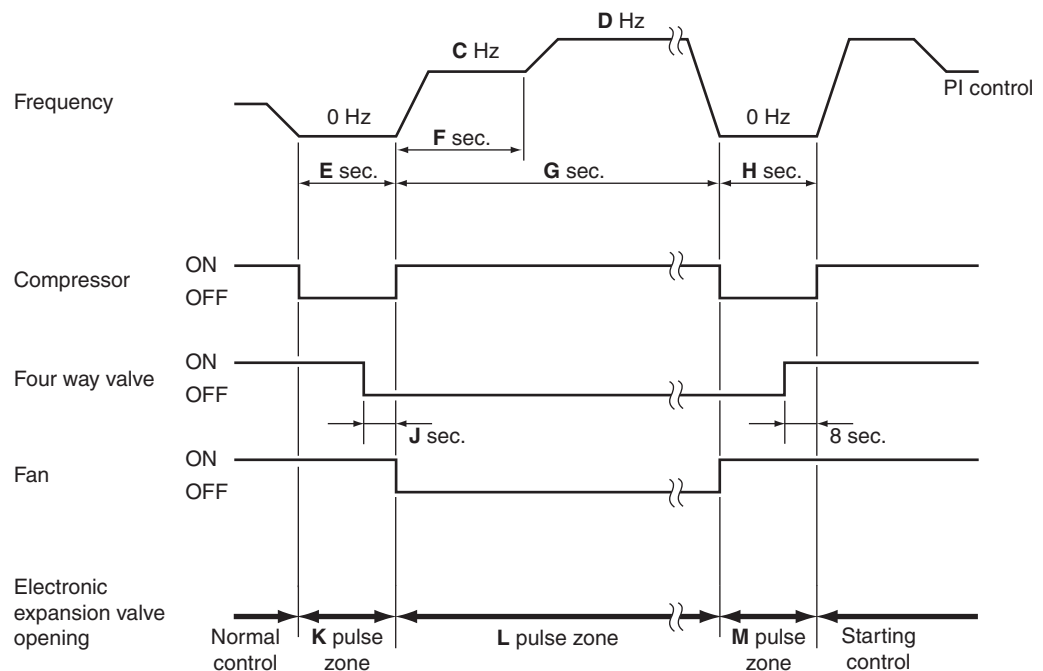 D Hz
C Hz
Frequency
PI control
0 Hz
0 Hz
F sec.
E sec.
G sec.
H sec.
Compressor
ON
OFF
Four way valve
ON
OFF
J sec.
8 sec.
Fan
ON
OFF
Electronic
expansion valve
opening
Normal
control
K pulse
zone
L pulse zone
M pulse
zone
Starting
control